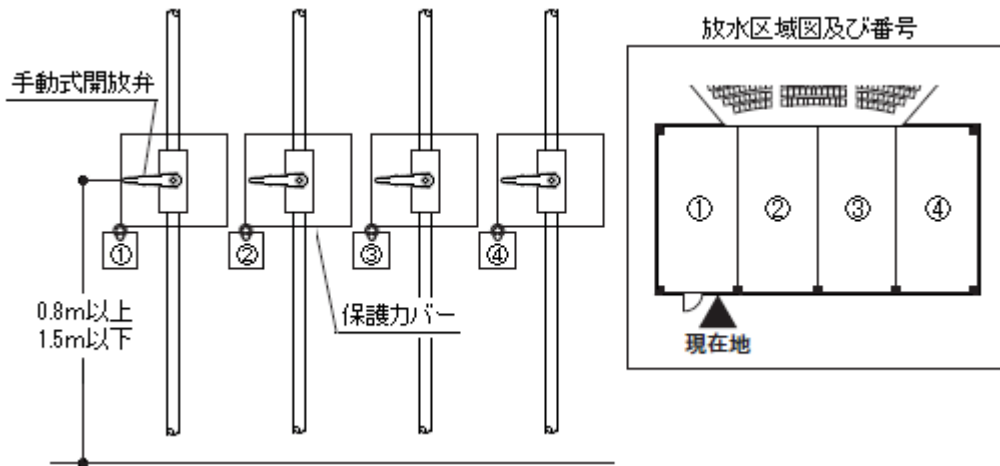 放水区域図及び番号
手動式開放弁
① ② ③ ④
0.8m以上
1.5m以下
保護カバー
① ② ③ ④
現在地